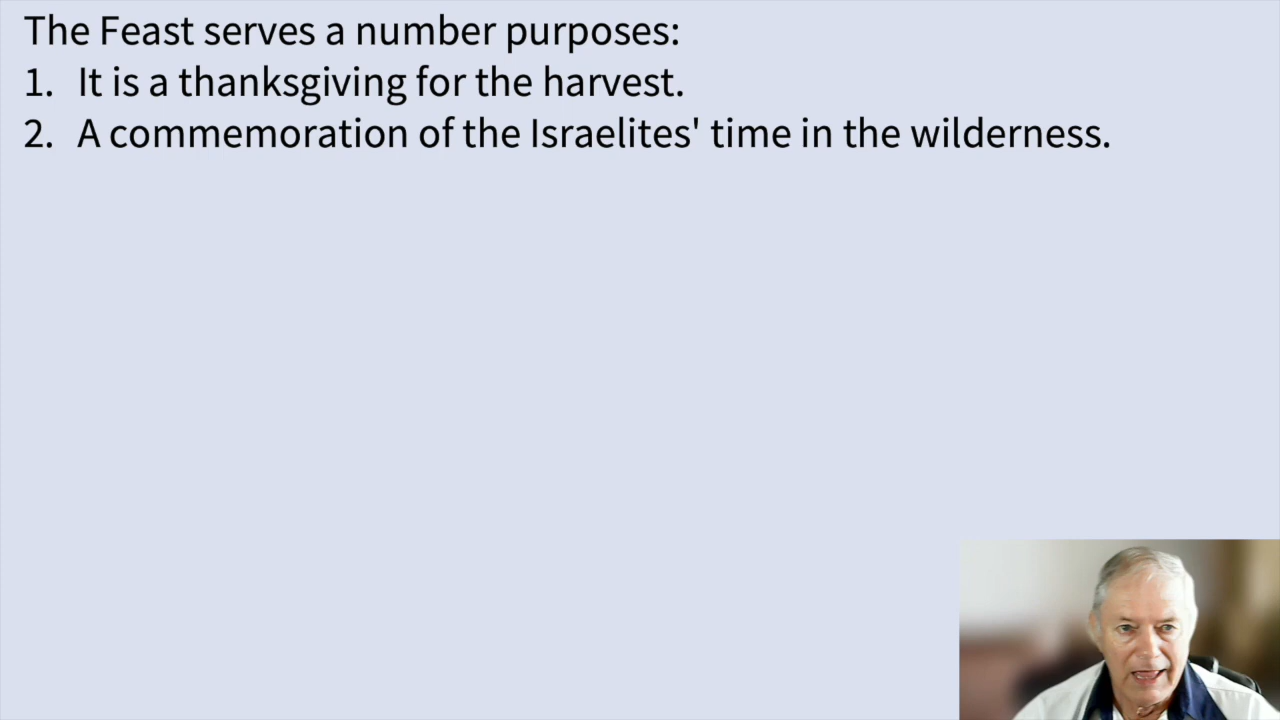 The Feast serves a number purposes:
1. It is a thanksgiving for the harvest.
2. A commemoration of the Israelites' time in the wilderness.